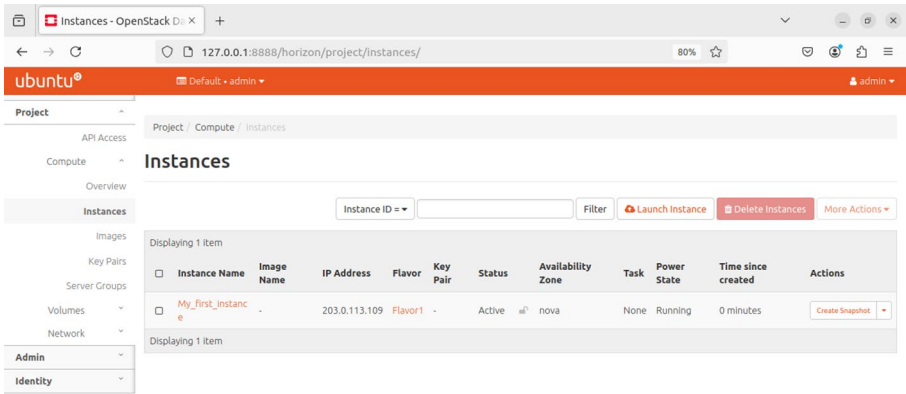 Instances - OpenStack Da
127.0.0.1:8888/horizon/project/instances/
80%
ubuntu
Default • admin
admin
Project
API Access
Compute
Overview
Instances
Images
Key Pairs
Server Groups
Volumes
Network
Admin
Identity
Project / Compute / Instances
Instances
Instance ID =
Filter
Launch Instance
Delete Instances
More Actions
Displaying 1 item
Instance Name Image Name IP Address Flavor Key Pair Status Availability Zone Task Power State Time since created Actions
My_first_instance - 203.0.113.109 Flavor1 - Active nova None Running 0 minutes Create Snapshot
Displaying 1 item